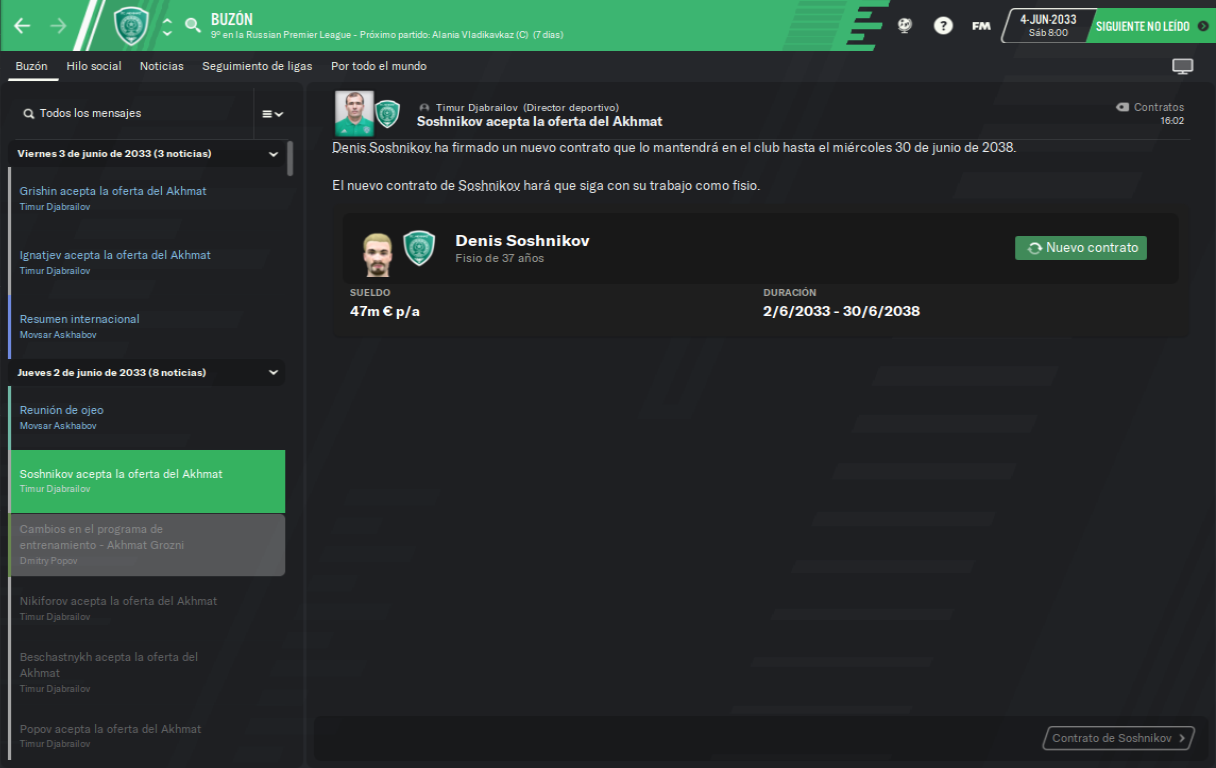 BUZÓN
9º en la Russian Premier League - Próximo partido: Alania Vladikavkaz (C) (7 días)
?
FM
4-JUN-2033
Sáb 8:00
SIGUIENTE NO LEÍDO
Buzón
Hilo social
Noticias
Seguimiento de ligas
Por todo el mundo
Todos los mensajes
Viernes 3 de junio de 2033 (3 noticias)
Grishin acepta la oferta del Akhmat
Timur Djabrailov
Ignatjev acepta la oferta del Akhmat
Timur Djabrailov
Resumen internacional
Movsar Askhabov
Jueves 2 de junio de 2033 (8 noticias)
Reunión de ojeo
Movsar Askhabov
Soshnikov acepta la oferta del Akhmat
Timur Djabrailov
Cambios en el programa de
entrenamiento - Akhmat Grozni
Dmitry Popov
Nikiforov acepta la oferta del Akhmat
Timur Djabrailov
Beschastnykh acepta la oferta del
Akhmat
Timur Djabrailov
Popov acepta la oferta del Akhmat
Timur Djabrailov
Timur Djabrailov (Director deportivo)
Soshnikov acepta la oferta del Akhmat
Contratos
16:02
Denis Soshnikov ha firmado un nuevo contrato que lo mantendrá en el club hasta el miércoles 30 de junio de 2038.
El nuevo contrato de Soshnikov hará que siga con su trabajo como fisio.
Denis Soshnikov
Fisio de 37 años
Nuevo contrato
SUELDO
47m € p/a
DURACIÓN
2/6/2033 - 30/6/2038
Contrato de Soshnikov